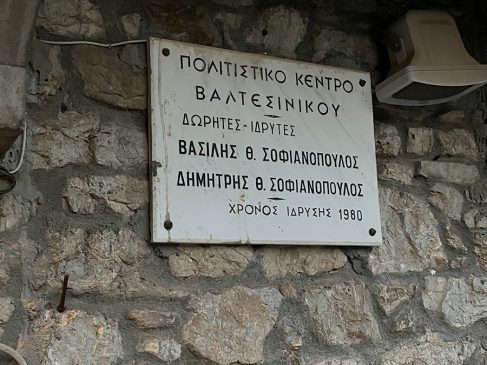 ΠΟΛΙΤΙΣΤΙΚΟ ΚΕΝΤΡΟ
ΒΑΛΤΕΣΙΝΙΚΟΥ
ΔΩΡΗΤΕΣ-ΙΔΡΥΤΕΣ
ΒΑΣΙΛΗΣ Θ. ΣΟΦΙΑΝΟΠΟΥΛΟΣ
ΔΗΜΗΤΡΗΣ Θ. ΣΟΦΙΑΝΟΠΟΥΛΟΣ
ΧΡΟΝΟΣ ΙΔΡΥΣΗΣ 1980